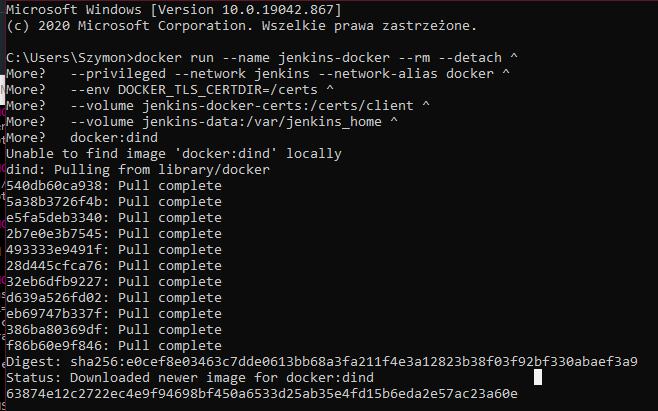 Microsoft Windows [Version 10.0.19042.867]
(c) 2020 Microsoft Corporation. Wszelkie prawa zastrzeżone.
C:\Users\Szymon>docker run --name jenkins-docker --rm --detach ^
More?   --privileged --network jenkins --network-alias docker ^
More?   --env DOCKER_TLS_CERTDIR=/certs ^
More?   --volume jenkins-docker-certs:/certs/client ^
More?   --volume jenkins-data:/var/jenkins_home ^
More?   docker:dind
Unable to find image 'docker:dind' locally
dind: Pulling from library/docker
540db60ca938: Pull complete
5a38b3726f4b: Pull complete
e5fa5deb3340: Pull complete
2b7e0e3b7545: Pull complete
493333e9491f: Pull complete
28d445cfca76: Pull complete
32eb6dfb9227: Pull complete
d639a526fd02: Pull complete
eb69747b337f: Pull complete
386ba80369df: Pull complete
f86b60e9f846: Pull complete
Digest: sha256:e0cef8e03463c7dde0613bb68a3fa211f4e3a12823b38f03f92bf330abaef3a9
Status: Downloaded newer image for docker:dind
63874e12c2722ec4e9f94698bf450a6533d25ab35e4fd15b6eda2e57ac23a60e